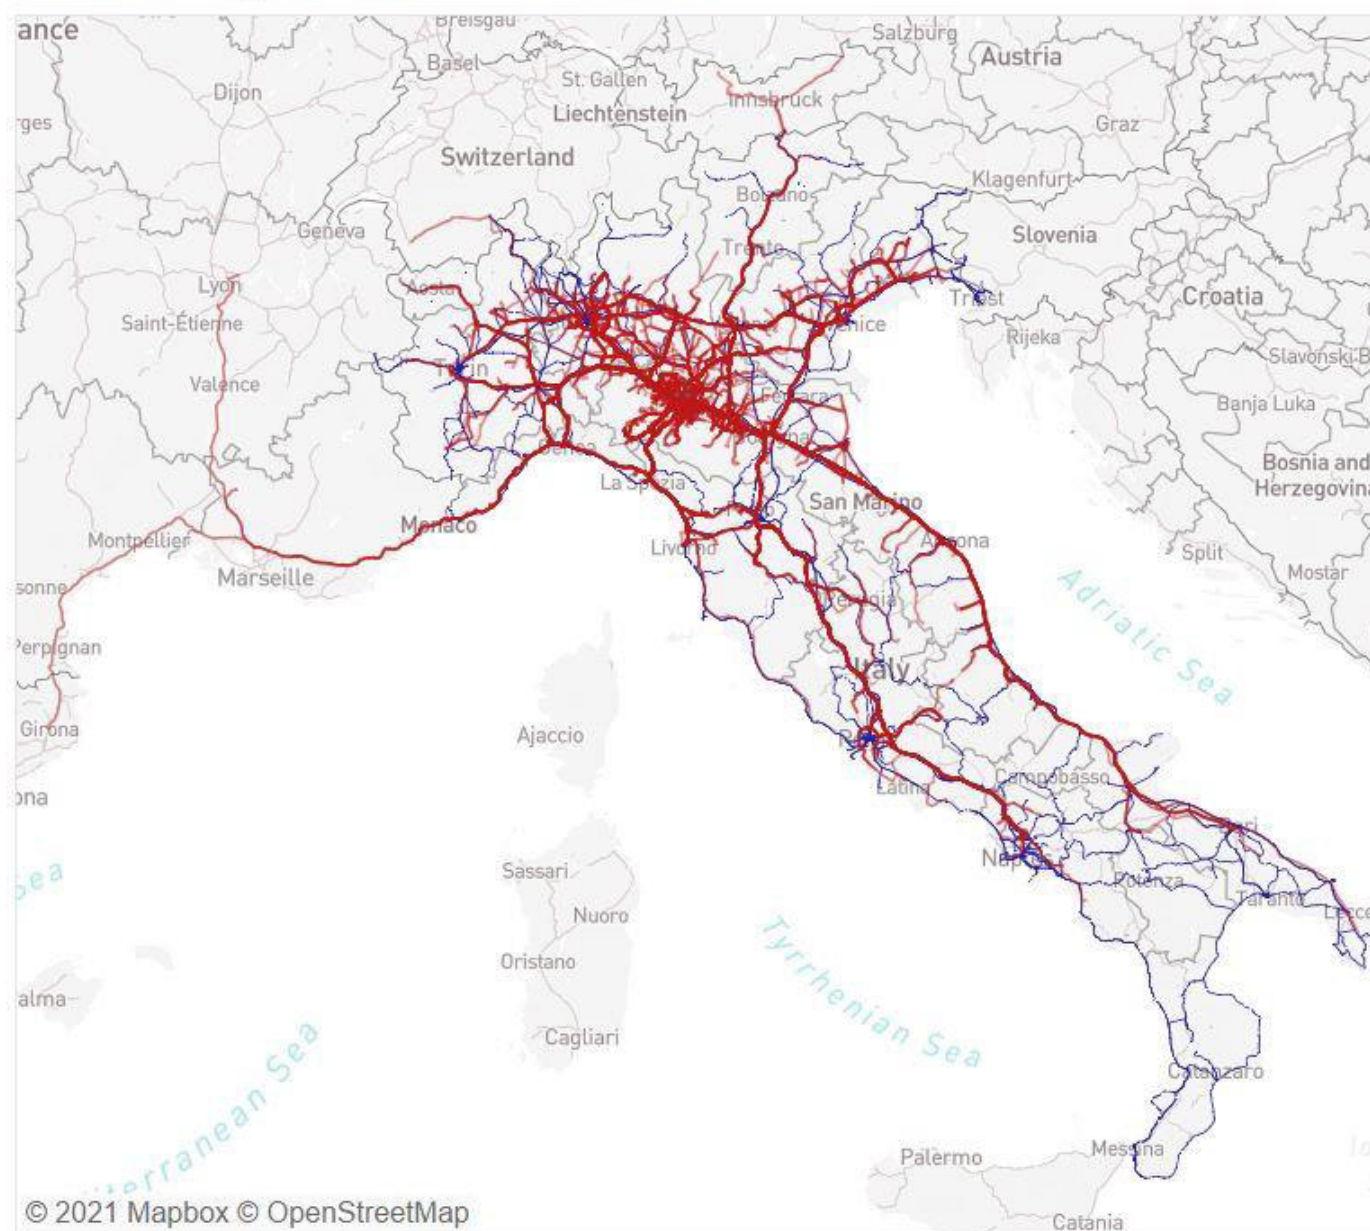 ance
Breisgau
Salzburg
Austria
Basel
St. Gallen
Dijon
Innsbruck
Liechtenstein
rges
Graz
Switzerland
Klagenfurt
Bolzano
Geneva
Slovenia
Trento
Lyon
Aosta
Croatia
Triest
Saint-Étienne
Venice
Rijeka
Slavonski B
Turin
Valence
Ferrara
Banja Luka
Bologna
Genoa
Bosnia and
Herzegovina
La Spezia
San Marino
Monaco
Montpellier
Livorno
Ancona
Split
Marseille
Mostar
sonne
Perugia
Adriatic Sea
Perpignan
Italy
Girona
Ajaccio
Campobasso
Latina
ona
Bari
Naples
Sassari
Sea
Potenza
Taranto
Lecce
Nuoro
Tyrrhenian Sea
Oristano
alma
Cagliari
Catanzaro
Messina
Palermo
iterranean Sea
© 2021 Mapbox © OpenStreetMap
Catania